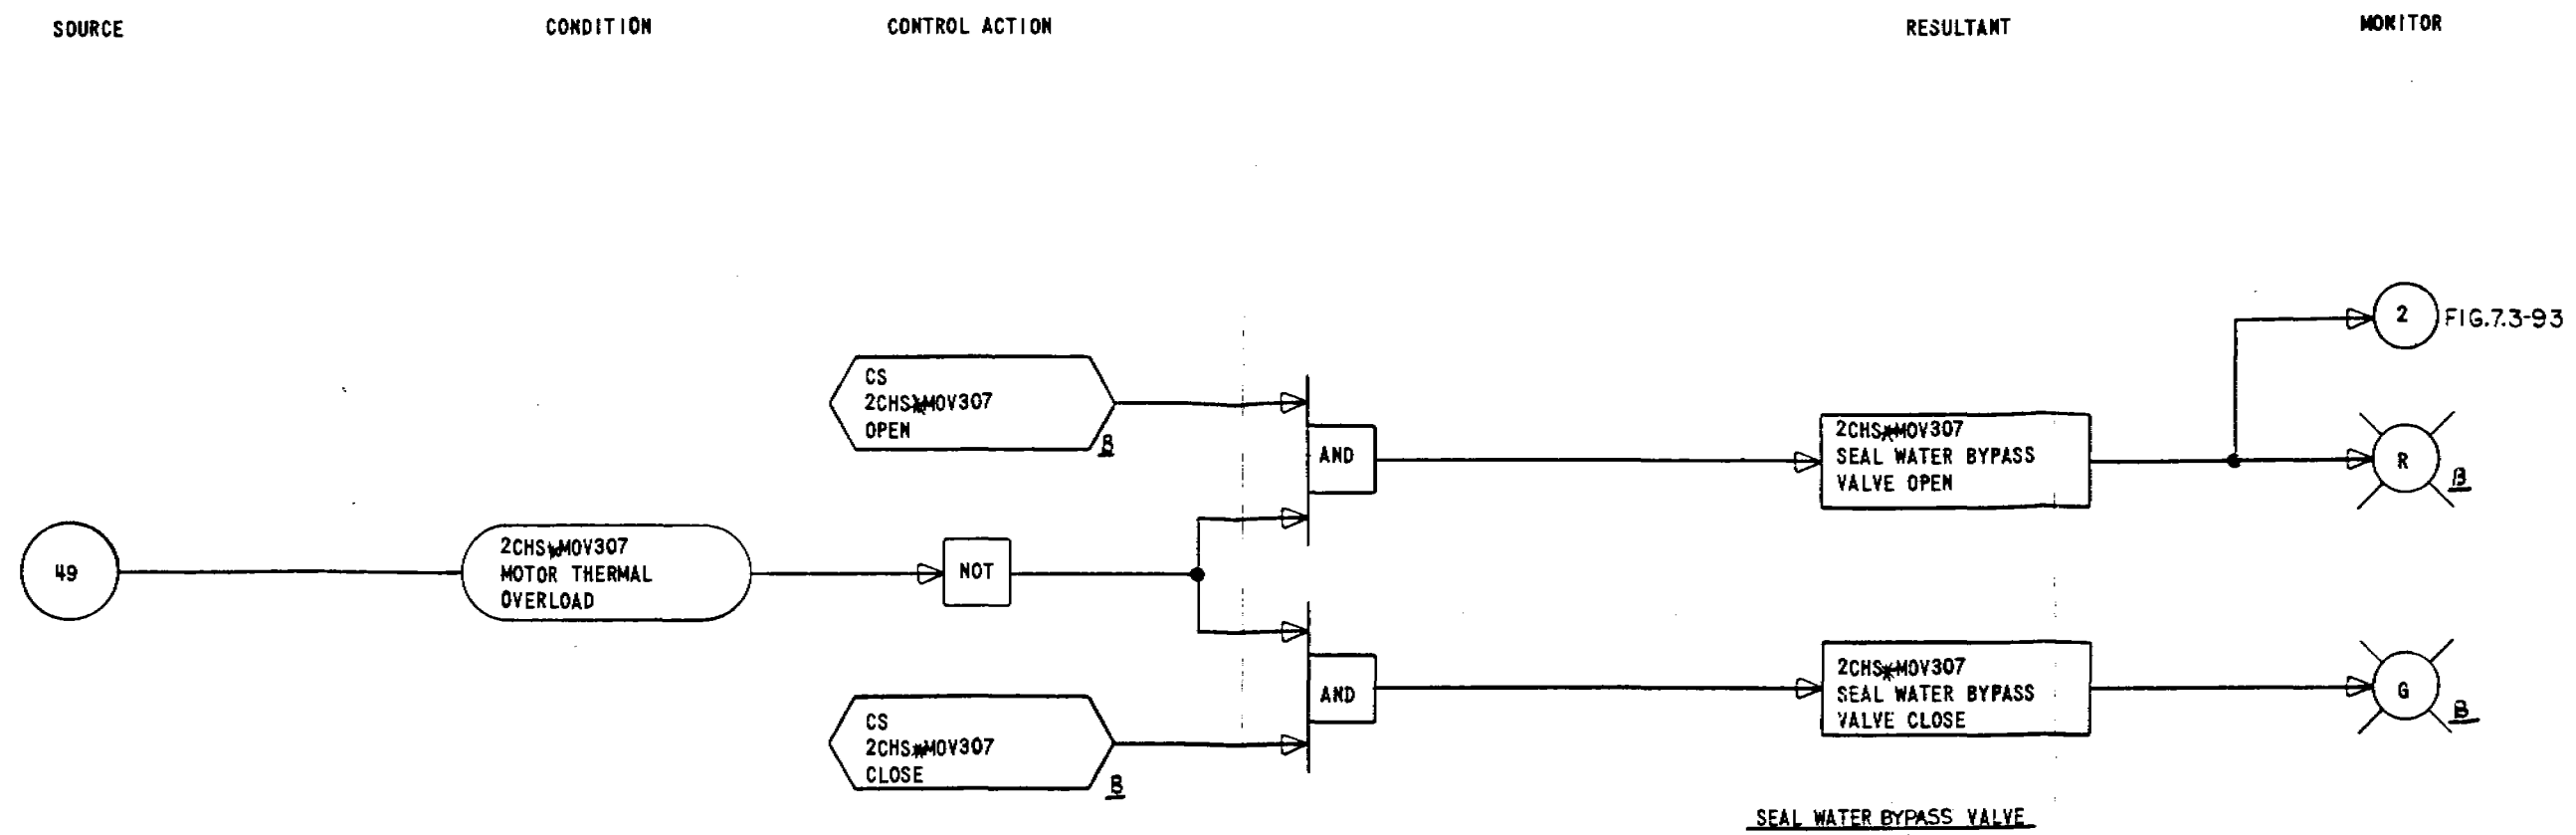 SOURCE CONDITION CONTROL ACTION RESULTANT MONITOR
2 FIG.7.3-93
CS
2CHS*MOV307
OPEN
B
AND
2CHS*MOV307
SEAL WATER BYPASS
VALVE OPEN
R
B
49
2CHS*MOV307
MOTOR THERMAL
OVERLOAD
NOT
CS
2CHS*MOV307
CLOSE
B
AND
2CHS*MOV307
SEAL WATER BYPASS
VALVE CLOSE
G
B
SEAL WATER BYPASS VALVE